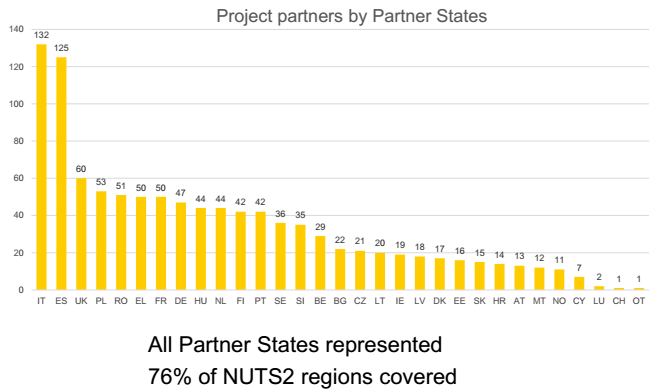 Project partners by Partner States
140
120
100
80
60
40
20
0
132 125 60 53 51 50 50 47 44 44 42 42 36 35 29 22 21 20 19 18 17 16 15 14 13 12 11 7 2 1 1
IT ES UK PL RO EL FR DE HU NL FI PT SE SI BE BG CZ LT IE LV DK EE SK HR AT MT NO CY LU CH OT
All Partner States represented
76% of NUTS2 regions covered